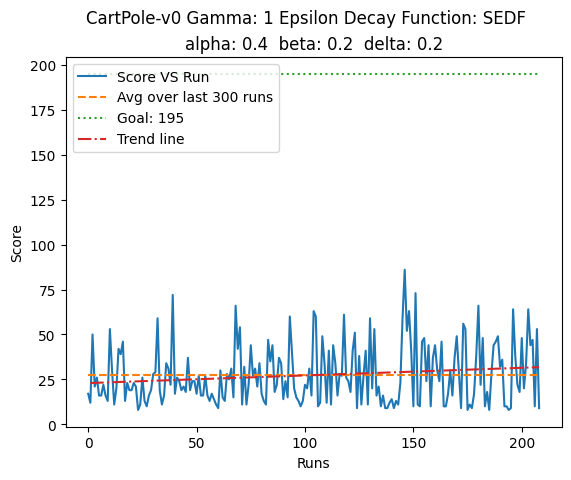 CartPole-v0 Gamma: 1 Epsilon Decay Function: SEDF
alpha: 0.4 beta: 0.2 delta: 0.2
Score VS Run
Avg over last 300 runs
Goal: 195
Trend line
200
175
150
125
100
75
50
25
0
Score
0
50
100
150
200
Runs